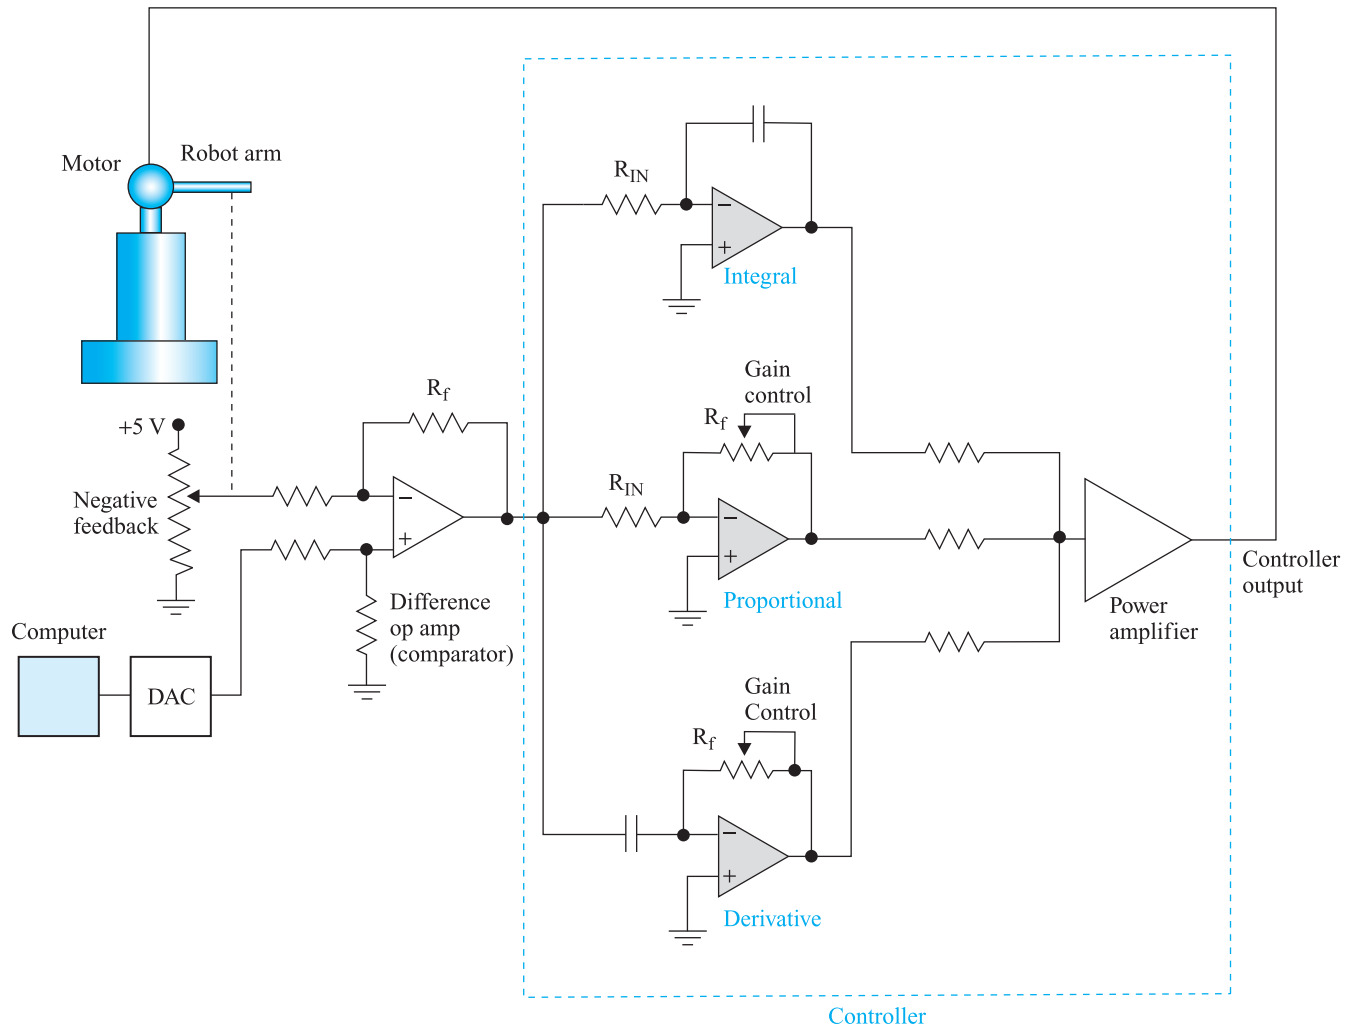 Motor
Robot arm
R_IN
−
+
Integral
Gain
control
R_f
R_f
+5 V
Negative
feedback
−
+
R_IN
−
+
Proportional
Difference
op amp
(comparator)
Computer
DAC
Controller
output
Power
amplifier
Gain
Control
R_f
−
+
Derivative
Controller